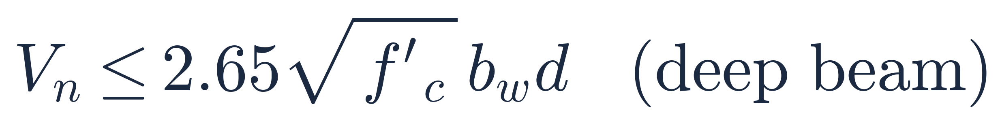 Vₙ ≤ 2.65√f′c b_w d (deep beam)